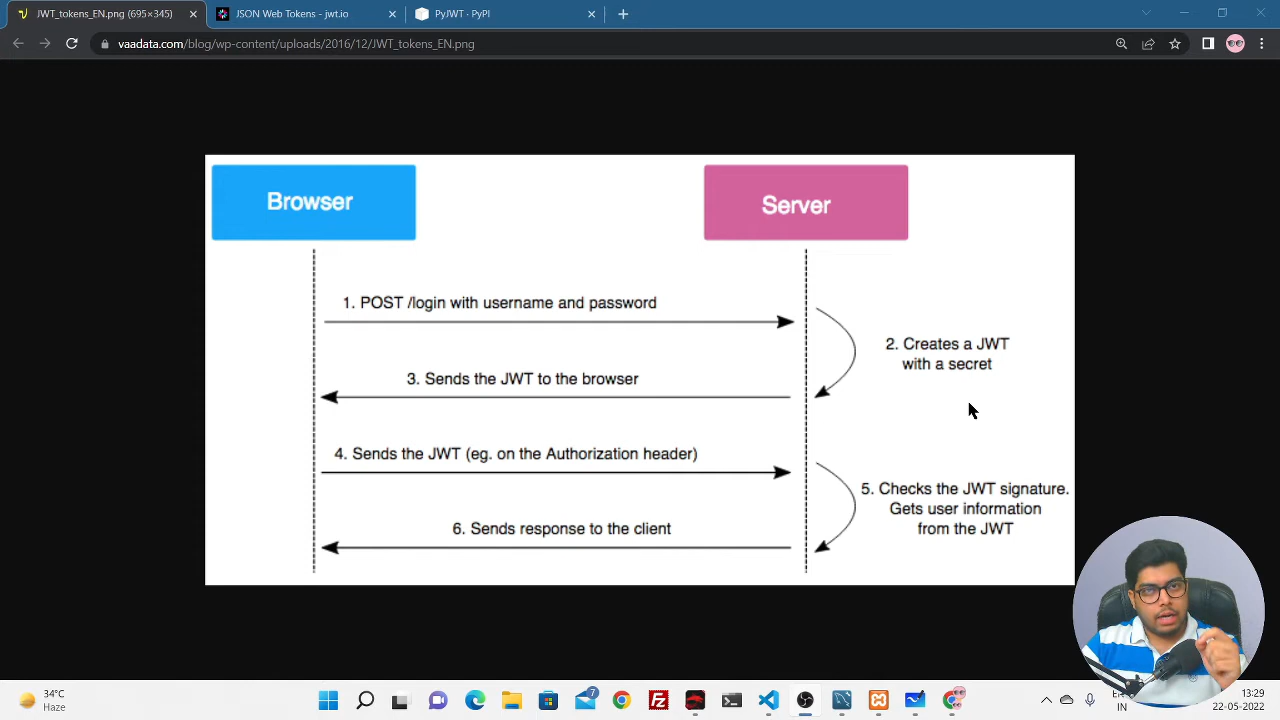 JWT_tokens_EN.png (695×345)
JSON Web Tokens - jwt.io
PyJWT · PyPI
vaadata.com/blog/wp-content/uploads/2016/12/JWT_tokens_EN.png
Browser
Server
1. POST /login with username and password
2. Creates a JWT
with a secret
3. Sends the JWT to the browser
4. Sends the JWT (eg. on the Authorization header)
5. Checks the JWT signature.
Gets user information
from the JWT
6. Sends response to the client
34°C
Haze
7
13:29
22-05-2022